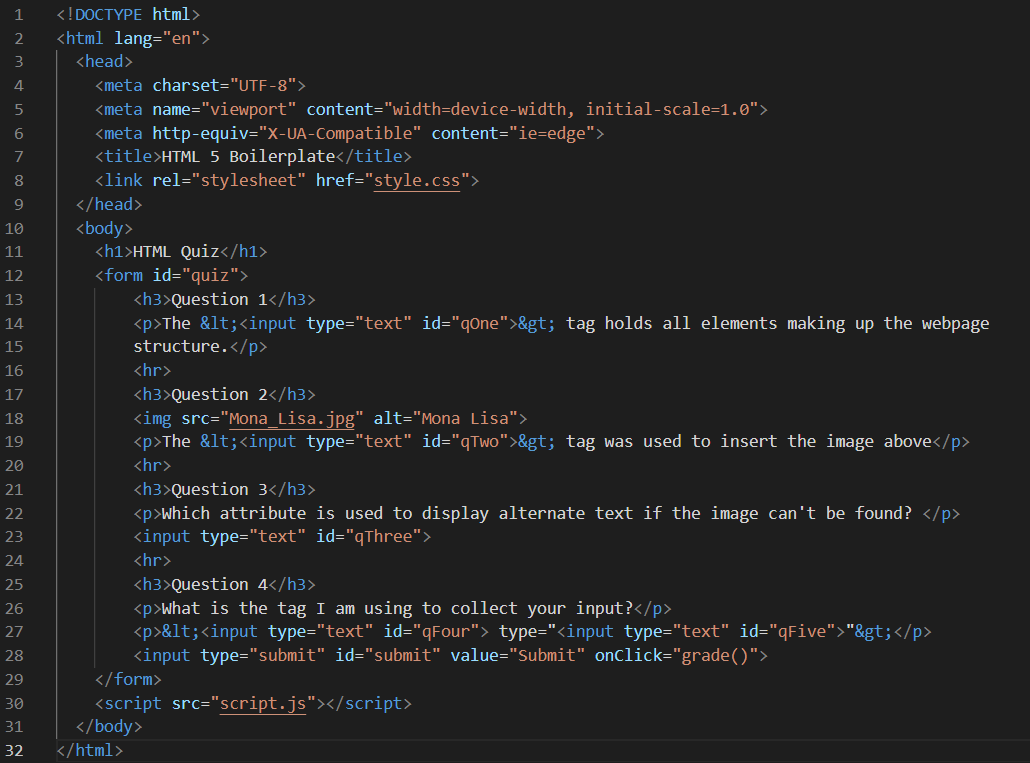 1 <!DOCTYPE html>
2 <html lang="en">
3 <head>
4 <meta charset="UTF-8">
5 <meta name="viewport" content="width=device-width, initial-scale=1.0">
6 <meta http-equiv="X-UA-Compatible" content="ie=edge">
7 <title>HTML 5 Boilerplate</title>
8 <link rel="stylesheet" href="style.css">
9 </head>
10 <body>
11 <h1>HTML Quiz</h1>
12 <form id="quiz">
13 <h3>Question 1</h3>
14 <p>The &lt;<input type="text" id="qOne">&gt; tag holds all elements making up the webpage
15 structure.</p>
16 <hr>
17 <h3>Question 2</h3>
18 <img src="Mona_Lisa.jpg" alt="Mona Lisa">
19 <p>The &lt;<input type="text" id="qTwo">&gt; tag was used to insert the image above</p>
20 <hr>
21 <h3>Question 3</h3>
22 <p>Which attribute is used to display alternate text if the image can't be found? </p>
23 <input type="text" id="qThree">
24 <hr>
25 <h3>Question 4</h3>
26 <p>What is the tag I am using to collect your input?</p>
27 <p>&lt;<input type="text" id="qFour"> type="<input type="text" id="qFive">"&gt;</p>
28 <input type="submit" id="submit" value="Submit" onClick="grade()">
29 </form>
30 <script src="script.js"></script>
31 </body>
32 </html>